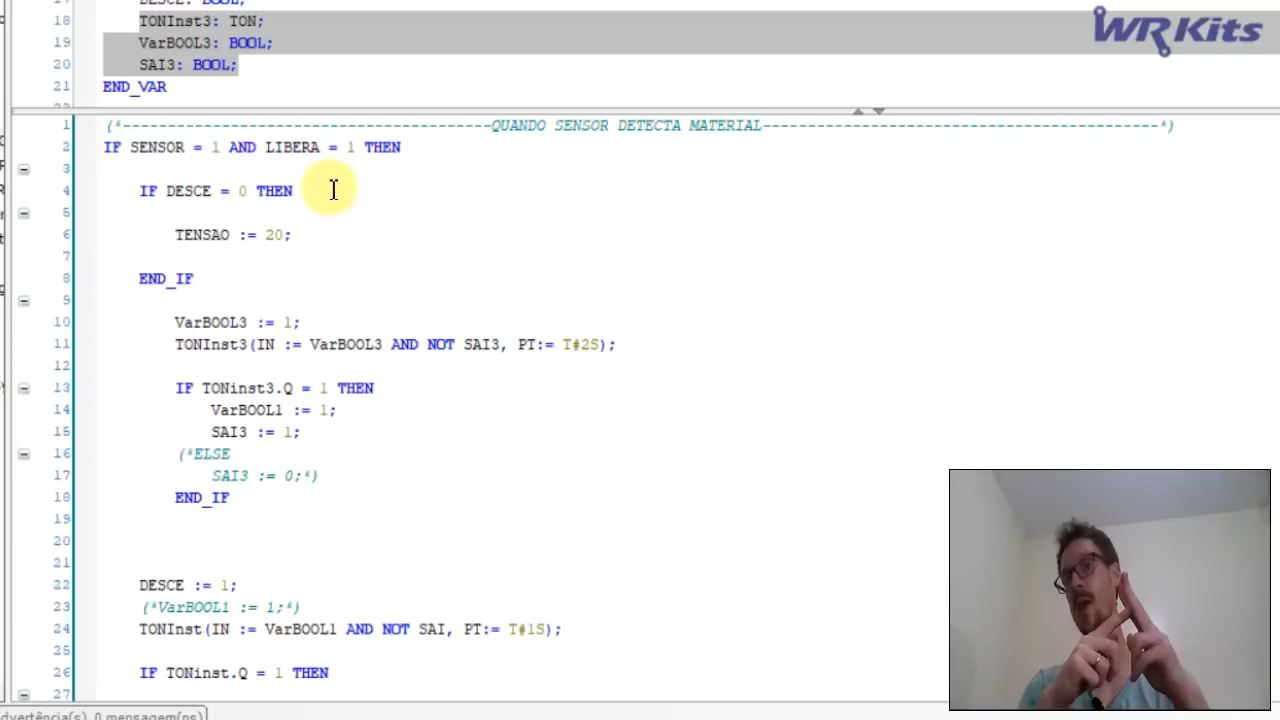 WRKits
18 TONInst3: TON;
19 VarBOOL3: BOOL;
20 SAI3: BOOL;
21 END_VAR
1 (*-----------------------------------------QUANDO SENSOR DETECTA MATERIAL--------------------------------------------*)
2 IF SENSOR = 1 AND LIBERA = 1 THEN
3
4 IF DESCE = 0 THEN
5
6 TENSAO := 20;
7
8 END_IF
9
10 VarBOOL3 := 1;
11 TONInst3(IN := VarBOOL3 AND NOT SAI3, PT:= T#2S);
12
13 IF TONinst3.Q = 1 THEN
14 VarBOOL1 := 1;
15 SAI3 := 1;
16 (*ELSE
17 SAI3 := 0;*)
18 END_IF
19
20
21
22 DESCE := 1;
23 (*VarBOOL1 := 1;*)
24 TONInst(IN := VarBOOL1 AND NOT SAI, PT:= T#1S);
25
26 IF TONinst.Q = 1 THEN
27
0 mensagem(ns)